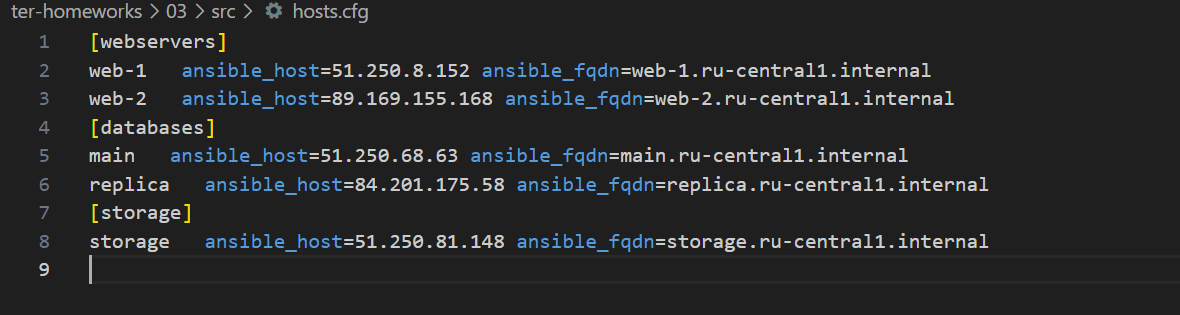 ter-homeworks > 03 > src > hosts.cfg
1 [webservers]
2 web-1   ansible_host=51.250.8.152 ansible_fqdn=web-1.ru-central1.internal
3 web-2   ansible_host=89.169.155.168 ansible_fqdn=web-2.ru-central1.internal
4 [databases]
5 main   ansible_host=51.250.68.63 ansible_fqdn=main.ru-central1.internal
6 replica   ansible_host=84.201.175.58 ansible_fqdn=replica.ru-central1.internal
7 [storage]
8 storage   ansible_host=51.250.81.148 ansible_fqdn=storage.ru-central1.internal
9